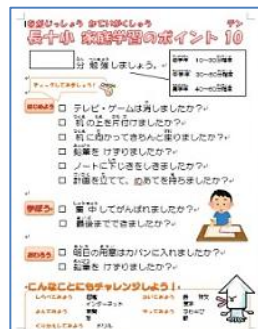 長十小 家庭学習のポイント 10
分 勉強しましょう。
低学年 10~30分程度
中学年 30~60分程度
高学年 40~60分程度
チェックしてみましょう!
はじめよう
□ テレビ・ゲームは消しましたか?
□ 机の上を片付けましたか?
□ 机に向かってきちんと座りましたか?
□ 鉛筆を けずりましたか?
□ ノートに下じきをしきましたか?
□ 計画を立てて、めあてを持ちましたか?
学ぼう
□ 集中してがんばれましたか?
□ 最後までできましたか?
おわろう
□ 明日の用意はカバンに入れましたか?
□ 鉛筆を けずりましたか?
こんなことにもチャレンジしよう!
インターネット
ドリル